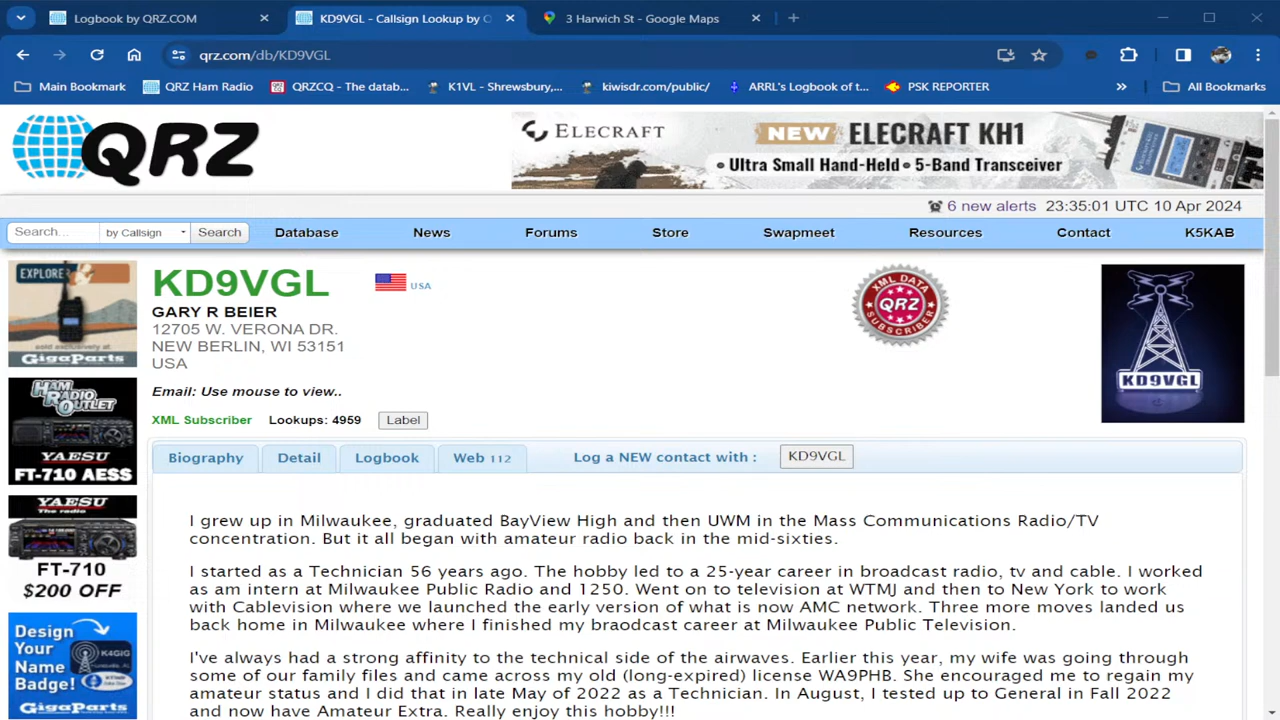 Logbook by QRZ.COM
KD9VGL - Callsign Lookup by Q
3 Harwich St - Google Maps
qrz.com/db/KD9VGL
Main Bookmark
QRZ Ham Radio
QRZCQ - The datab...
K1VL - Shrewsbury,...
kiwisdr.com/public/
ARRL's Logbook of t...
PSK REPORTER
»
All Bookmarks
QRZ
ELECRAFT
NEW ELECRAFT KH1
• Ultra Small Hand-Held • 5-Band Transceiver
6 new alerts 23:35:01 UTC 10 Apr 2024
Search... by Callsign Search Database News Forums Store Swapmeet Resources Contact K5KAB
EXPLORE
sold exclusively at
GigaParts
KD9VGL
USA
GARY R BEIER
12705 W. VERONA DR.
NEW BERLIN, WI 53151
USA
Email: Use mouse to view..
XML Subscriber Lookups: 4959 Label
XML DATA
QRZ
SUBSCRIBER
KD9VGL
HAM RADIO OUTLET
YAESU
FT-710 AESS
YAESU
The radio
FT-710
$200 OFF
Design
Your
Name
Badge!
K4GIG
GigaParts
Biography Detail Logbook Web 112 Log a NEW contact with : KD9VGL
I grew up in Milwaukee, graduated BayView High and then UWM in the Mass Communications Radio/TV
concentration. But it all began with amateur radio back in the mid-sixties.
I started as a Technician 56 years ago. The hobby led to a 25-year career in broadcast radio, tv and cable. I worked
as am intern at Milwaukee Public Radio and 1250. Went on to television at WTMJ and then to New York to work
with Cablevision where we launched the early version of what is now AMC network. Three more moves landed us
back home in Milwaukee where I finished my braodcast career at Milwaukee Public Television.
I've always had a strong affinity to the technical side of the airwaves. Earlier this year, my wife was going through
some of our family files and came across my old (long-expired) license WA9PHB. She encouraged me to regain my
amateur status and I did that in late May of 2022 as a Technician. In August, I tested up to General in Fall 2022
and now have Amateur Extra. Really enjoy this hobby!!!